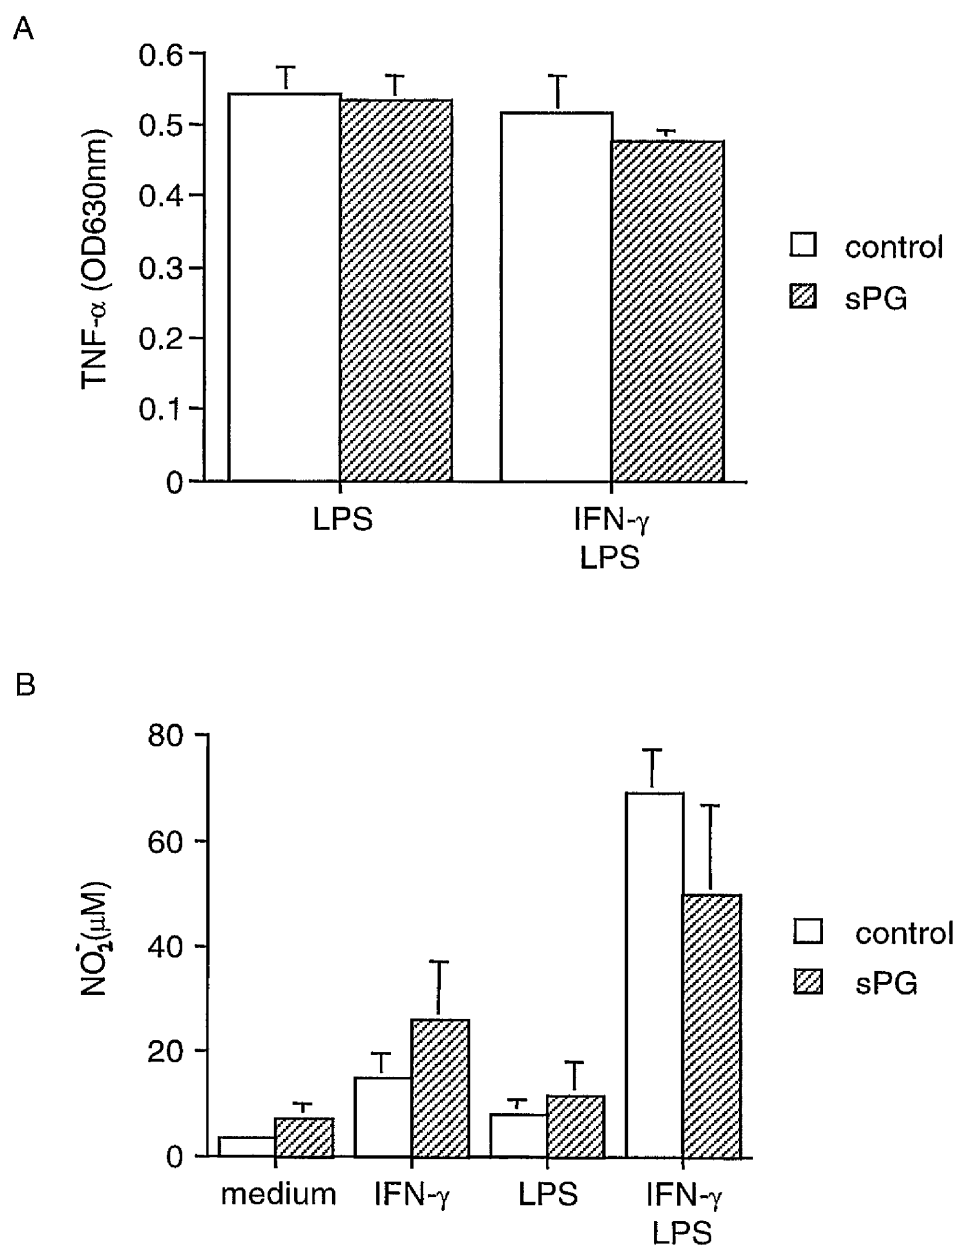 A
0.6
0.5
0.4
0.3
0.2
0.1
0
TNF-α (OD630nm)
LPS
IFN-γ
LPS
control
sPG
B
80
60
40
20
0
NO₂⁻(μM)
medium
IFN-γ
LPS
IFN-γ
LPS
control
sPG